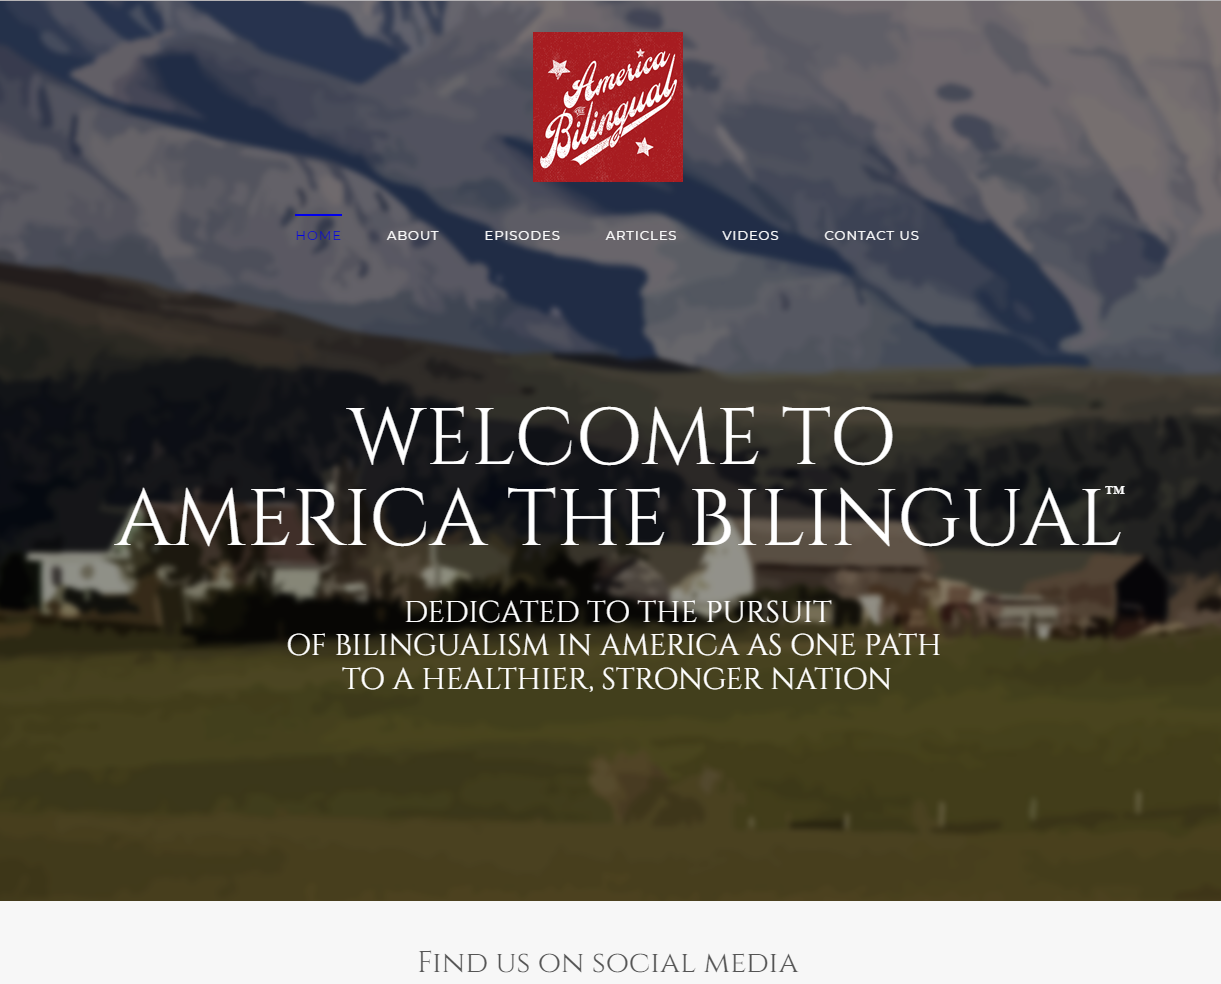 America
THE
Bilingual
HOME
ABOUT
EPISODES
ARTICLES
VIDEOS
CONTACT US
WELCOME TO
AMERICA THE BILINGUAL™
DEDICATED TO THE PURSUIT
OF BILINGUALISM IN AMERICA AS ONE PATH
TO A HEALTHIER, STRONGER NATION
Find us on social media